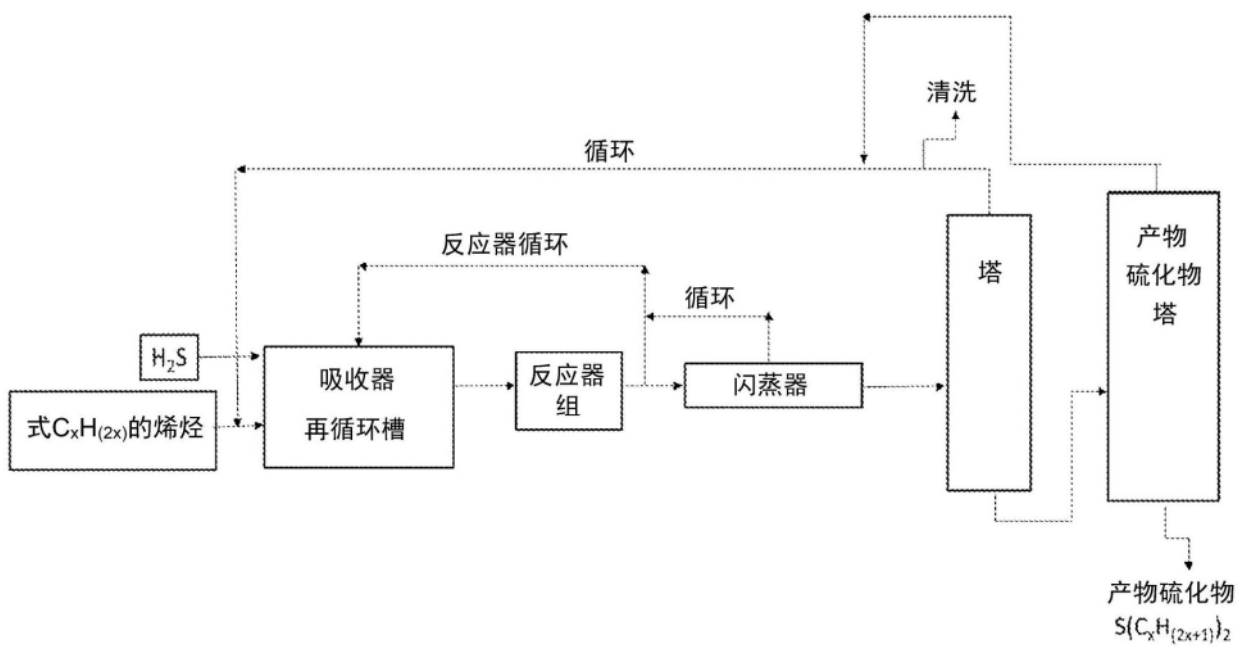 清洗
循环
反应器循环
循环
H₂S
式CₓH₍₂ₓ₎的烯烃
吸收器
再循环槽
反应器
组
闪蒸器
塔
产物
硫化物
塔
产物硫化物
S(CₓH₍₂ₓ₊₁₎)₂